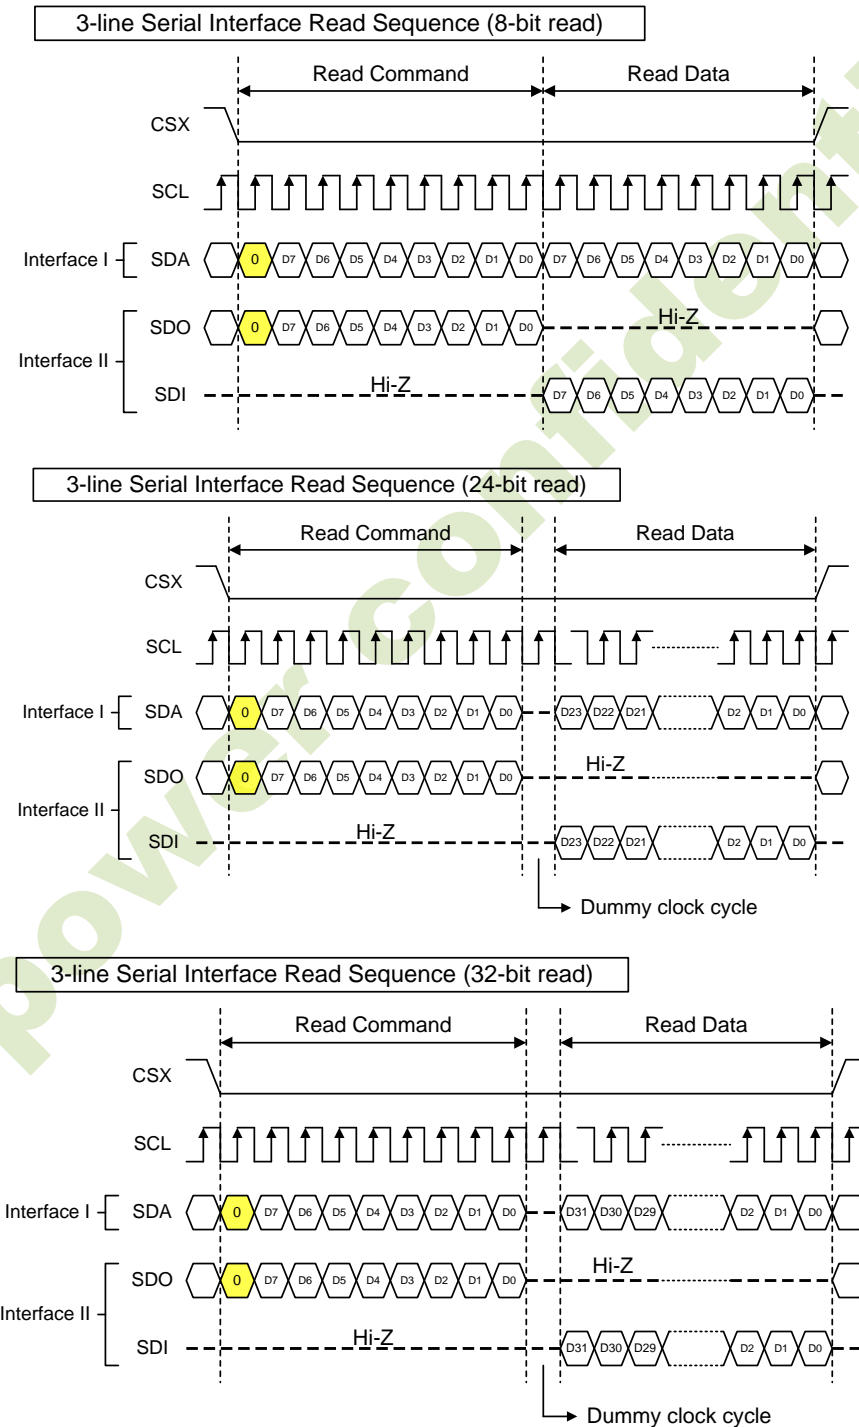 3-line Serial Interface Read Sequence (8-bit read)
Read Command Read Data
CSX
SCL
Interface I SDA 0 D7 D6 D5 D4 D3 D2 D1 D0 D7 D6 D5 D4 D3 D2 D1 D0
Hi-Z
SDO 0 D7 D6 D5 D4 D3 D2 D1 D0
Interface II
Hi-Z
SDI D7 D6 D5 D4 D3 D2 D1 D0
3-line Serial Interface Read Sequence (24-bit read)
Read Command Read Data
CSX
SCL
Interface I SDA 0 D7 D6 D5 D4 D3 D2 D1 D0 D23 D22 D21 D2 D1 D0
Hi-Z
SDO 0 D7 D6 D5 D4 D3 D2 D1 D0
Interface II
Hi-Z
SDI D23 D22 D21 D2 D1 D0
Dummy clock cycle
3-line Serial Interface Read Sequence (32-bit read)
Read Command Read Data
CSX
SCL
Interface I SDA 0 D7 D6 D5 D4 D3 D2 D1 D0 D31 D30 D29 D2 D1 D0
Hi-Z
SDO 0 D7 D6 D5 D4 D3 D2 D1 D0
Interface II
Hi-Z
SDI D31 D30 D29 D2 D1 D0
Dummy clock cycle
power confident